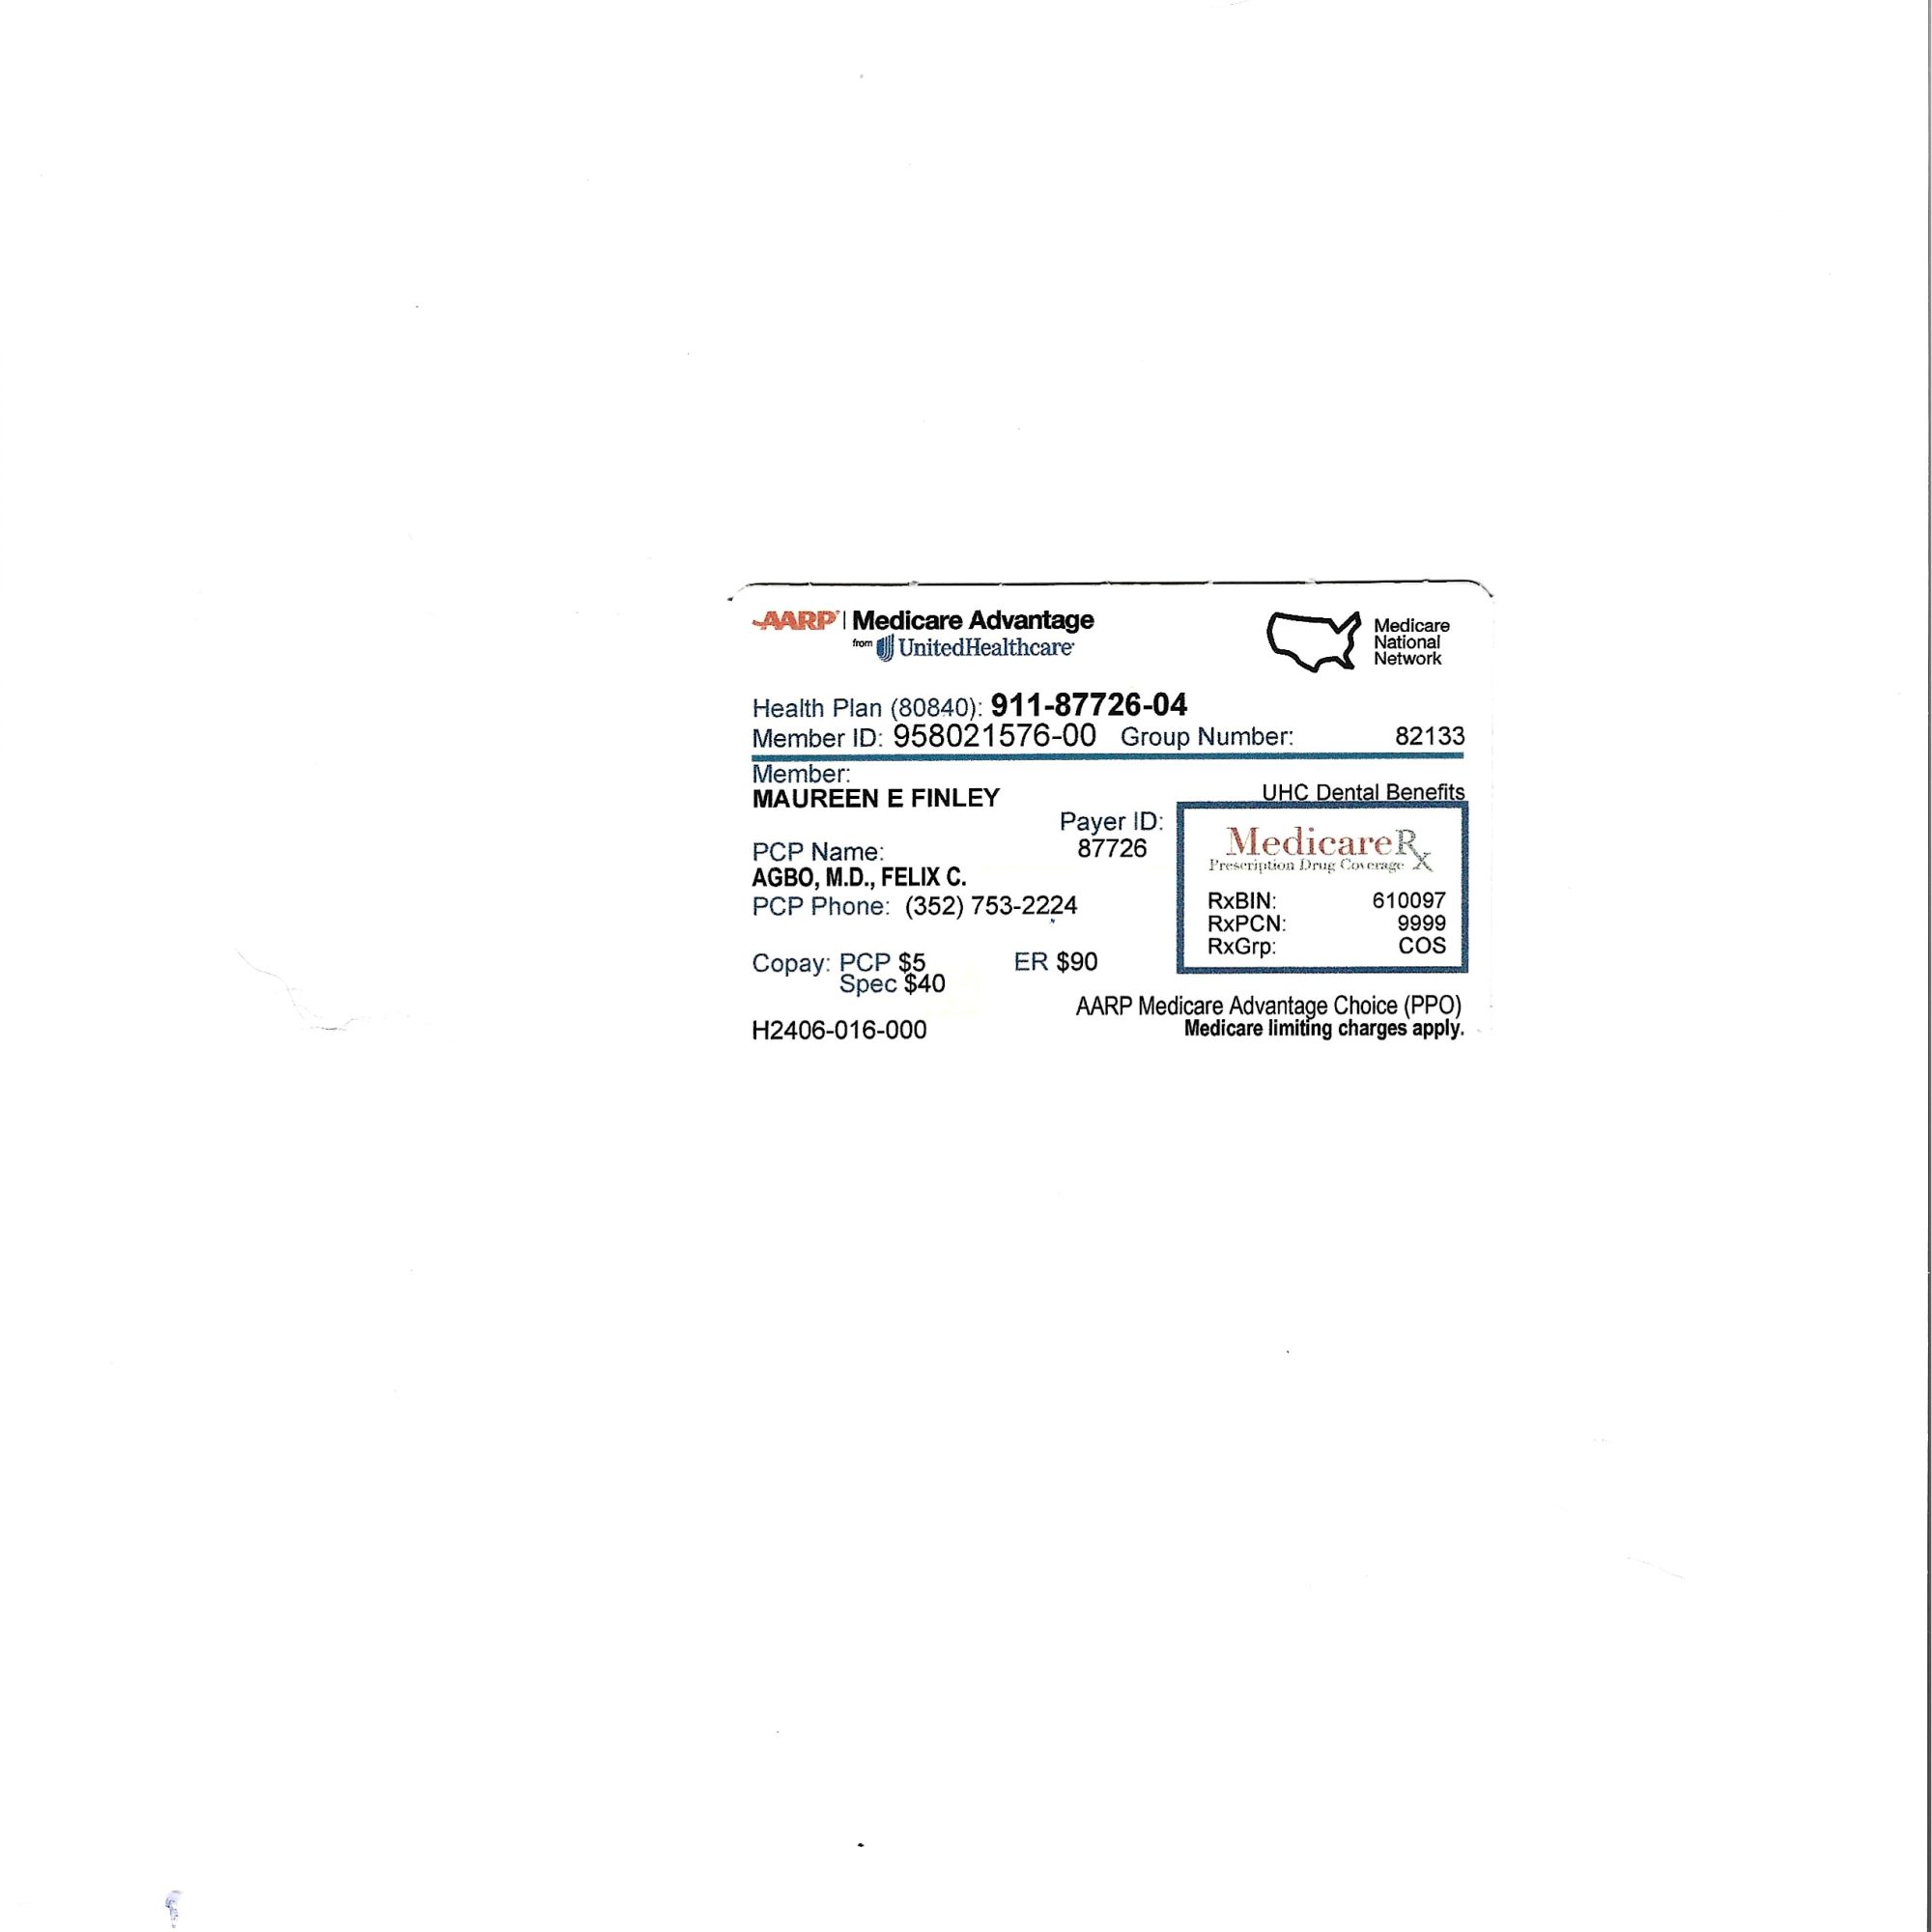 AARP | Medicare Advantage
from UnitedHealthcare
Medicare
National
Network
Health Plan (80840): 911-87726-04
Member ID: 958021576-00 Group Number: 82133
Member:
MAUREEN E FINLEY
UHC Dental Benefits
Payer ID:
87726
PCP Name:
AGBO, M.D., FELIX C.
PCP Phone: (352) 753-2224
MedicareRx
Prescription Drug Coverage
RxBIN: 610097
RxPCN: 9999
RxGrp: COS
Copay: PCP $5 ER $90
Spec $40
AARP Medicare Advantage Choice (PPO)
H2406-016-000 Medicare limiting charges apply.